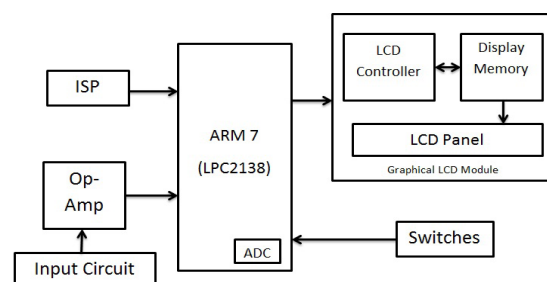 ISP
Op-
Amp
Input Circuit
ARM 7
(LPC2138)
ADC
LCD
Controller
Display
Memory
LCD Panel
Graphical LCD Module
Switches